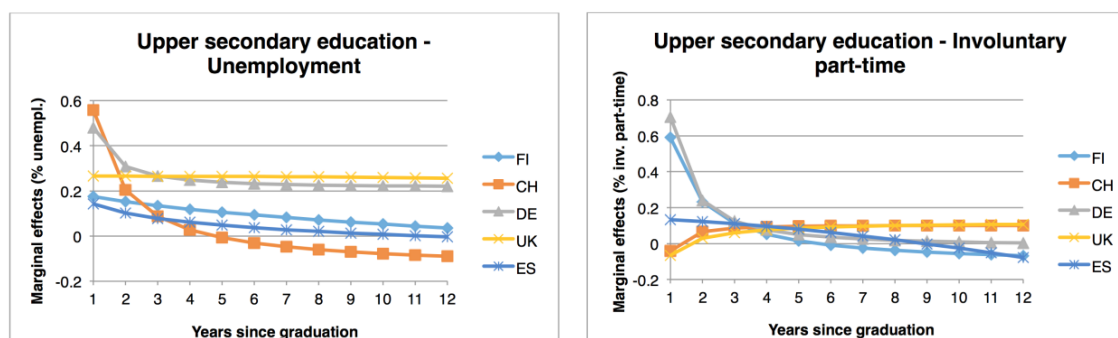 Upper secondary education -
Unemployment
Marginal effects (% unempl.)
0.6
0.4
0.2
0
-0.2
1 2 3 4 5 6 7 8 9 10 11 12
Years since graduation
FI
CH
DE
UK
ES
Upper secondary education - Involuntary
part-time
Marginal effects (% inv. part-time)
0.8
0.6
0.4
0.2
0
-0.2
1 2 3 4 5 6 7 8 9 10 11 12
Years since graduation
FI
CH
DE
UK
ES